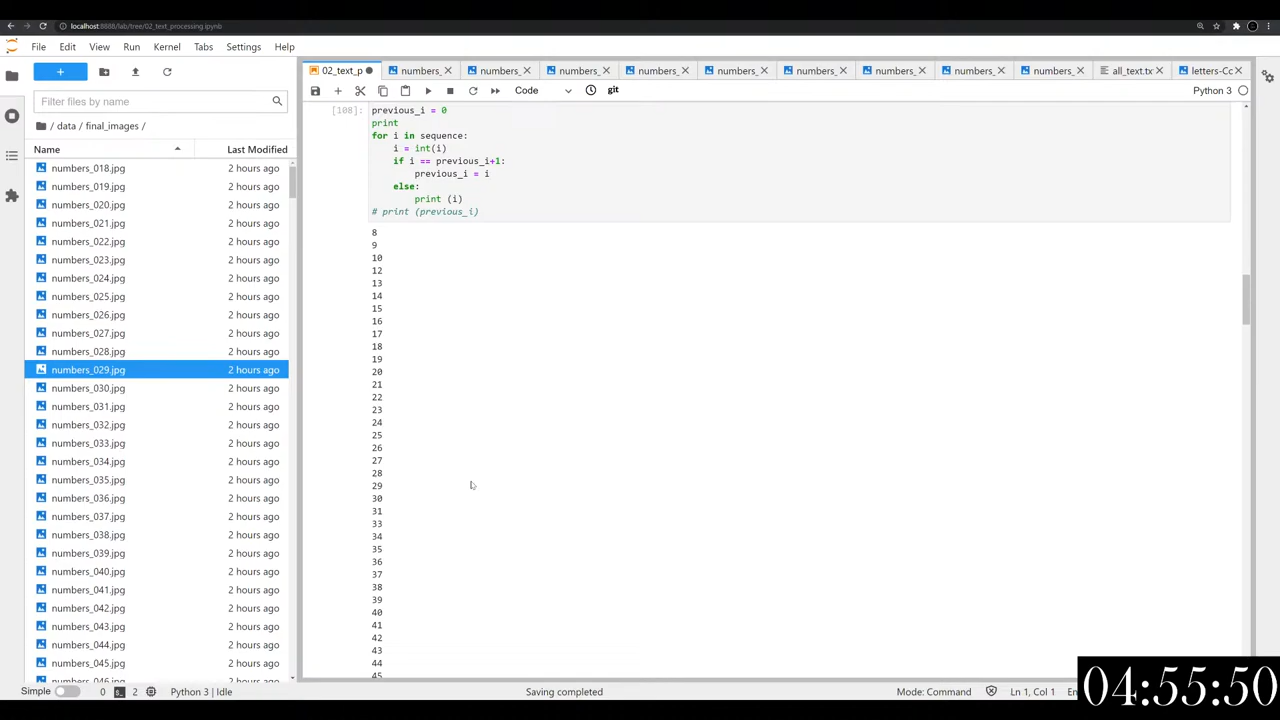 localhost:8888/lab/tree/02_text_processing.ipynb
File Edit View Run Kernel Tabs Settings Help
02_text_p numbers_ numbers_ numbers_ numbers_ numbers_ numbers_ numbers_ numbers_ numbers_ all_text.tx letters-Cc
Code git Python 3
Filter files by name
/ data / final_images /
Name Last Modified
numbers_018.jpg 2 hours ago
numbers_019.jpg 2 hours ago
numbers_020.jpg 2 hours ago
numbers_021.jpg 2 hours ago
numbers_022.jpg 2 hours ago
numbers_023.jpg 2 hours ago
numbers_024.jpg 2 hours ago
numbers_025.jpg 2 hours ago
numbers_026.jpg 2 hours ago
numbers_027.jpg 2 hours ago
numbers_028.jpg 2 hours ago
numbers_029.jpg 2 hours ago
numbers_030.jpg 2 hours ago
numbers_031.jpg 2 hours ago
numbers_032.jpg 2 hours ago
numbers_033.jpg 2 hours ago
numbers_034.jpg 2 hours ago
numbers_035.jpg 2 hours ago
numbers_036.jpg 2 hours ago
numbers_037.jpg 2 hours ago
numbers_038.jpg 2 hours ago
numbers_039.jpg 2 hours ago
numbers_040.jpg 2 hours ago
numbers_041.jpg 2 hours ago
numbers_042.jpg 2 hours ago
numbers_043.jpg 2 hours ago
numbers_044.jpg 2 hours ago
numbers_045.jpg 2 hours ago
numbers_046.jpg 2 hours ago
[108]: previous_i = 0
print
for i in sequence:
i = int(i)
if i == previous_i+1:
previous_i = i
else:
print (i)
# print (previous_i)
8
9
10
12
13
14
15
16
17
18
19
20
21
22
23
24
25
26
27
28
29
30
31
33
34
35
36
37
38
39
40
41
42
43
44
45
Simple 0 2 Python 3 | Idle Saving completed Mode: Command Ln 1, Col 1
04:55:50